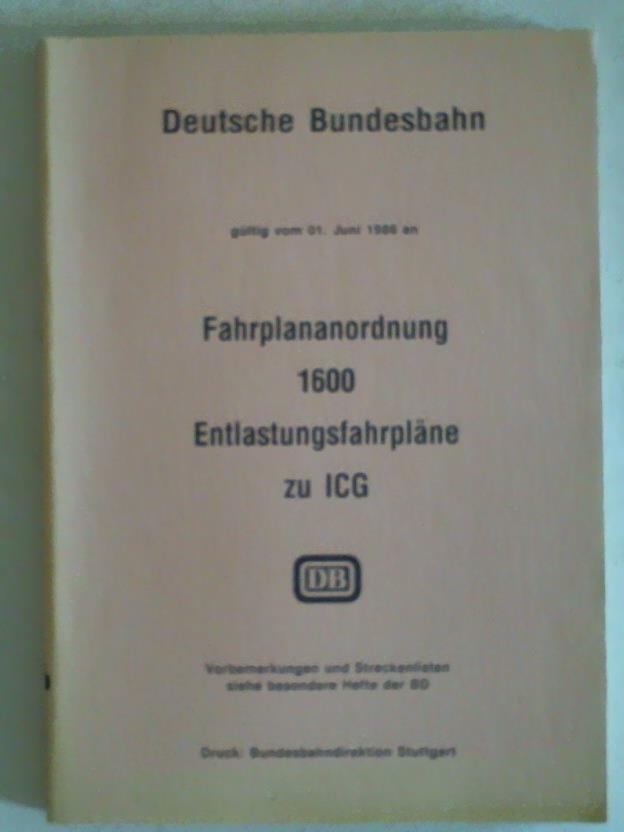 Deutsche Bundesbahn
gültig vom 01. Juni 1986 an
Fahrplananordnung
1600
Entlastungsfahrpläne
zu ICG
DB
Vorbemerkungen und Streckenlisten
siehe besondere Hefte der BD
Druck: Bundesbahndirektion Stuttgart